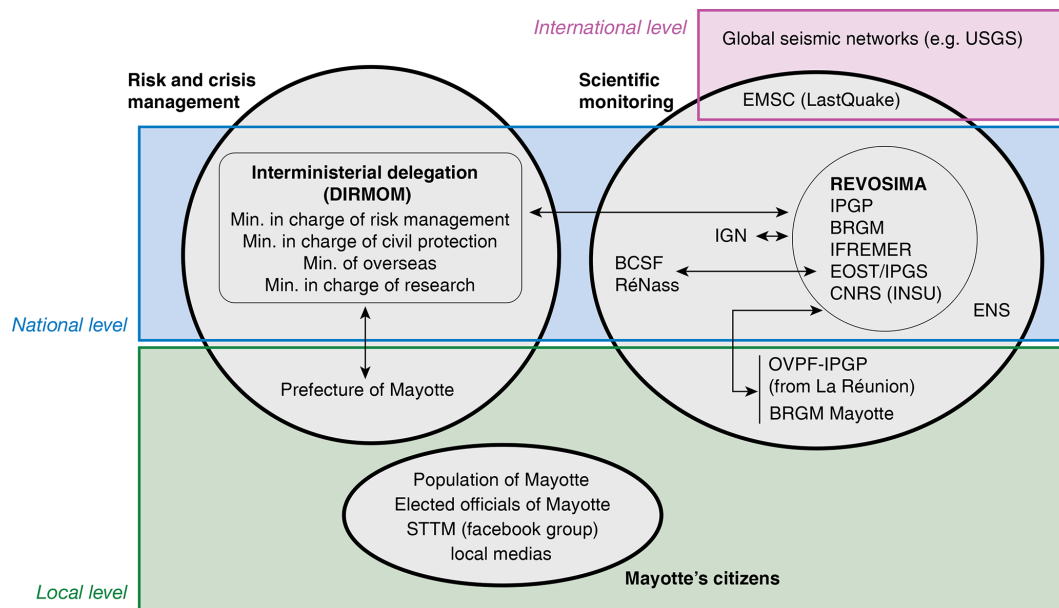 International level
Global seismic networks (e.g. USGS)
Risk and crisis
management
Scientific
monitoring
EMSC (LastQuake)
Interministerial delegation
(DIRMOM)
Min. in charge of risk management
Min. in charge of civil protection
Min. of overseas
Min. in charge of research
REVOSIMA
IPGP
BRGM
IFREMER
EOST/IPGS
CNRS (INSU)
IGN
BCSF
RéNass
ENS
National level
Prefecture of Mayotte
OVPF-IPGP
(from La Réunion)
BRGM Mayotte
Population of Mayotte
Elected officials of Mayotte
STTM (facebook group)
local medias
Mayotte's citizens
Local level